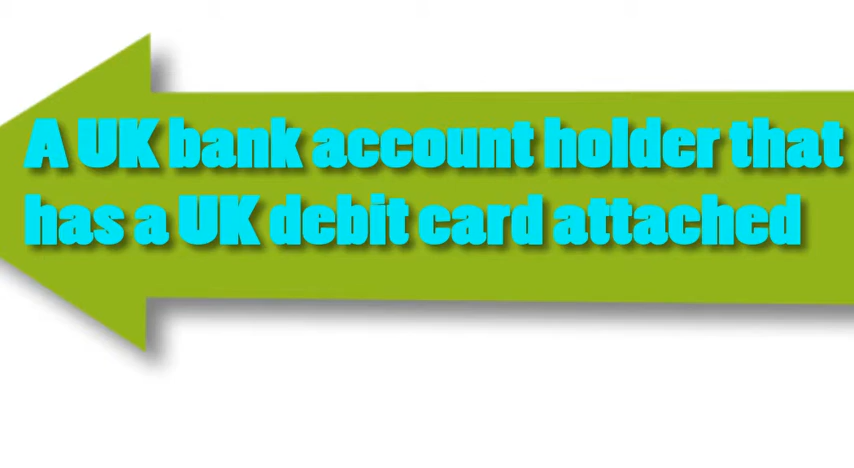 A UK bank account holder that
has a UK debit card attached